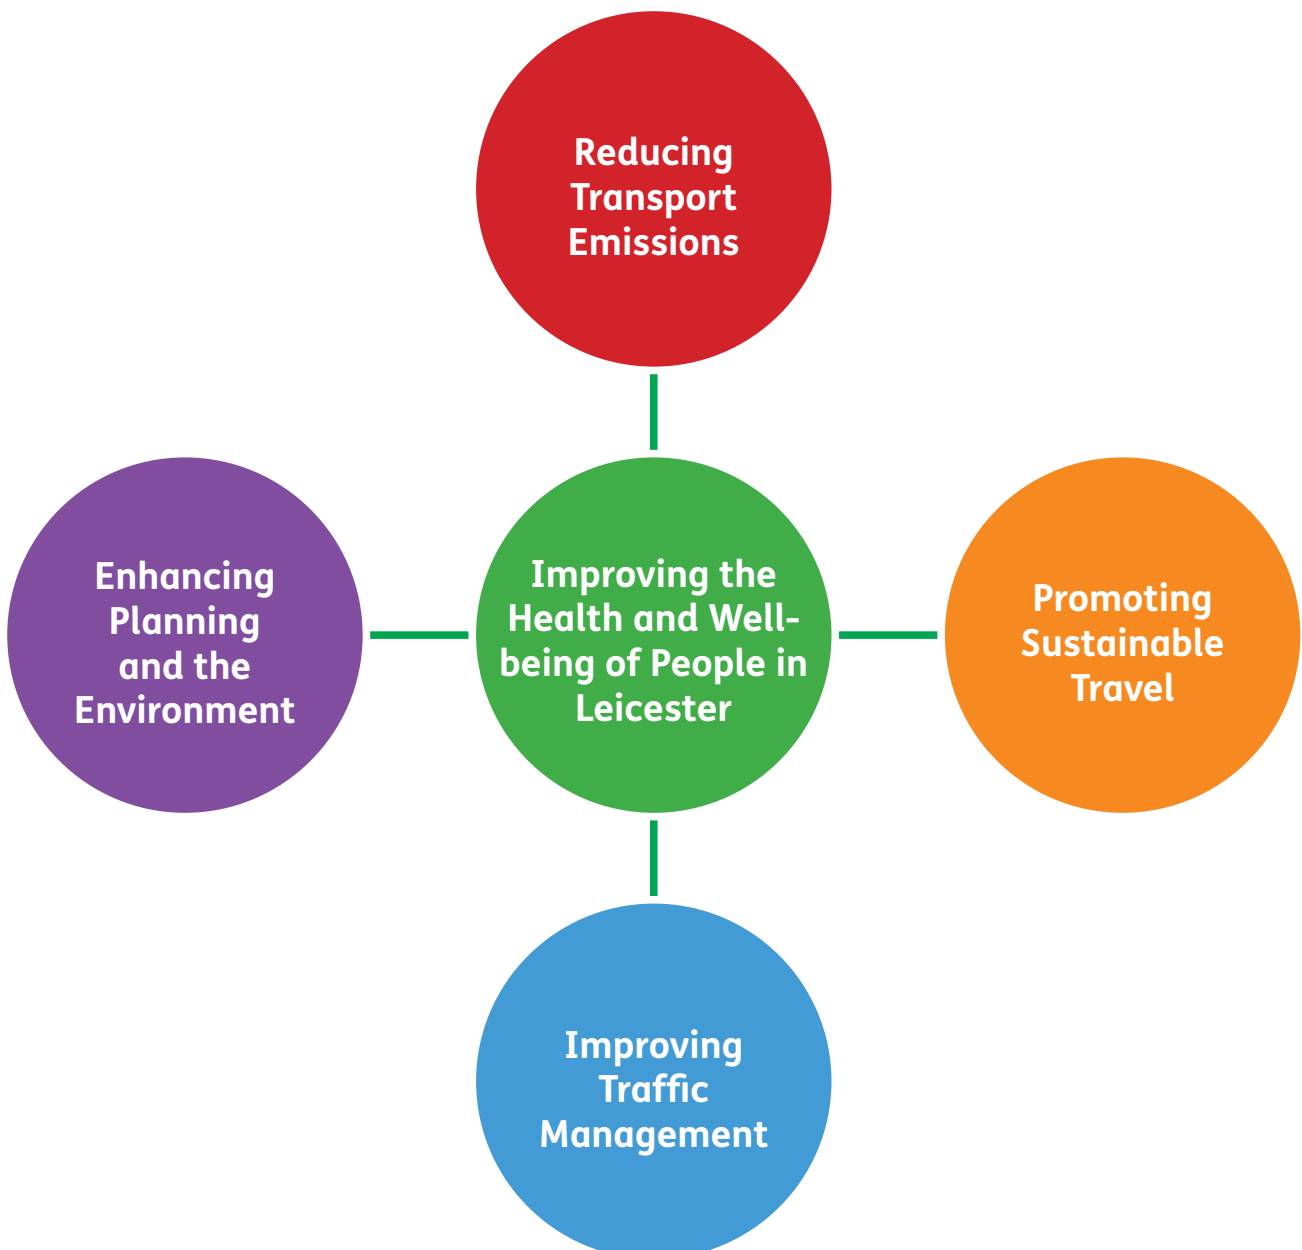 Reducing
Transport
Emissions
Enhancing
Planning
and the
Environment
Improving the
Health and Well-
being of People in
Leicester
Promoting
Sustainable
Travel
Improving
Traffic
Management